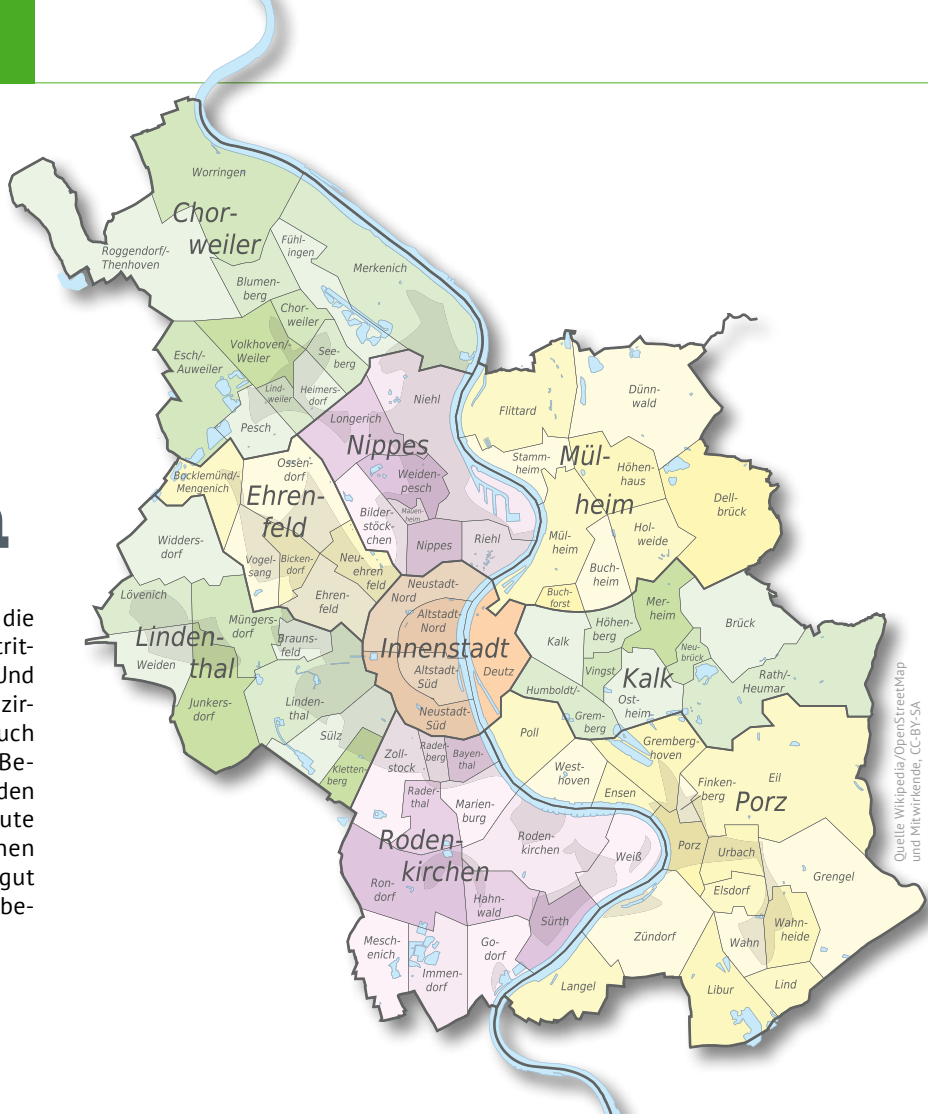 Worringen
Chor-
weiler
Roggendorf/-
Thenhoven
Fühl-
ingen
Merkenich
Blumen-
berg
Chor-
weiler
Volkhoven/-
Weiler
See-
berg
Esch/-
Auweiler
Lind-
weiler
Heimers-
dorf
Pesch
Niehl
Longerich
Nippes
Weiden-
pesch
Mauen-
heim
Bilder-
stöck-
chen
Nippes
Riehl
Flittard
Dünn-
wald
Stamm-
heim
Mül-
heim
Höhen-
haus
Dell-
brück
Hol-
weide
Mül-
heim
Buch-
heim
Buch-
forst
Ossen-
dorf
Bocklemünd/-
Mengenich
Ehren-
feld
Vogel-
sang
Bicken-
dorf
Neu-
ehren
feld
Ehren-
feld
Widders-
dorf
Lövenich
Müngers-
dorf
Brauns-
feld
Linden-
thal
Weiden
Junkers-
dorf
Linden-
thal
Sülz
Kletten-
berg
Neustadt-
Nord
Altstadt-
Nord
Innenstadt
Altstadt-
Süd
Deutz
Neustadt-
Süd
Mer-
heim
Höhen-
berg
Brück
Kalk
Neu-
brück
Vingst
Kalk
Rath/-
Heumar
Humboldt/-
Ost-
heim
Grem-
berg
Poll
Gremberg-
hoven
West-
hoven
Ensen
Finken-
berg
Eil
Porz
Porz
Urbach
Grengel
Elsdorf
Wahn-
heide
Wahn
Zündorf
Libur
Lind
Langel
Zoll-
stock
Rader-
berg
Bayen-
thal
Rader-
thal
Marien-
burg
Roden-
kirchen
Roden-
kirchen
Weiß
Ron-
dorf
Hahn-
wald
Sürth
Mesch-
enich
Go-
dorf
Immen-
dorf
die
trit-
Und
zir-
uch
Be-
den
ute
nen
gut
be-
Quelle Wikipedia/OpenStreetMap
und Mitwirkende, CC-BY-SA